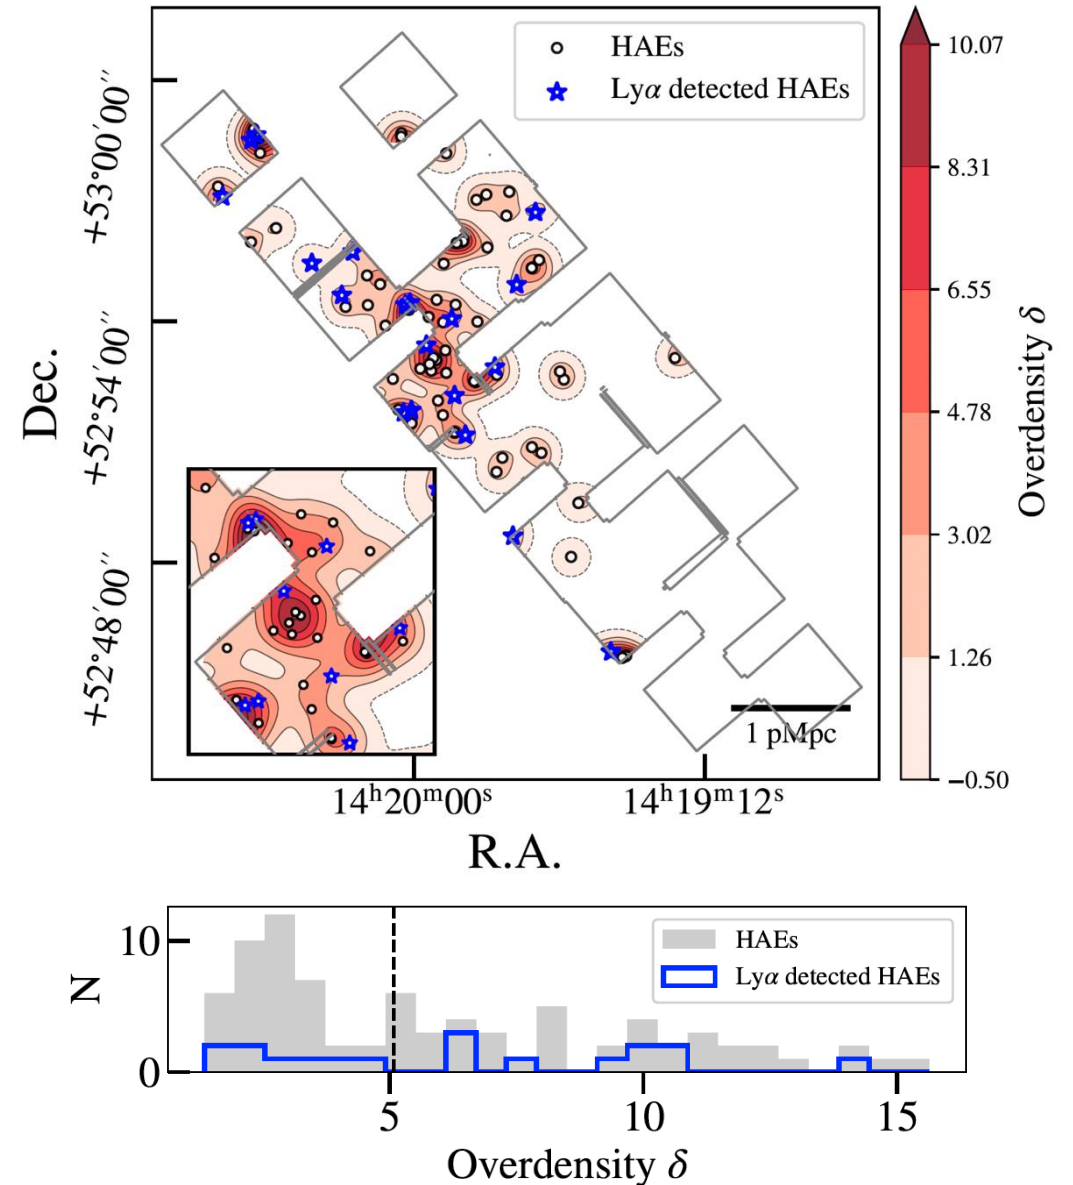 HAEs
Lyα detected HAEs
10.07
8.31
6.55
4.78
3.02
1.26
−0.50
Overdensity δ
+53°00′00″
+52°54′00″
+52°48′00″
Dec.
1 pMpc
14ʰ20ᵐ00ˢ
14ʰ19ᵐ12ˢ
R.A.
HAEs
Lyα detected HAEs
10
0
N
5
10
15
Overdensity δ